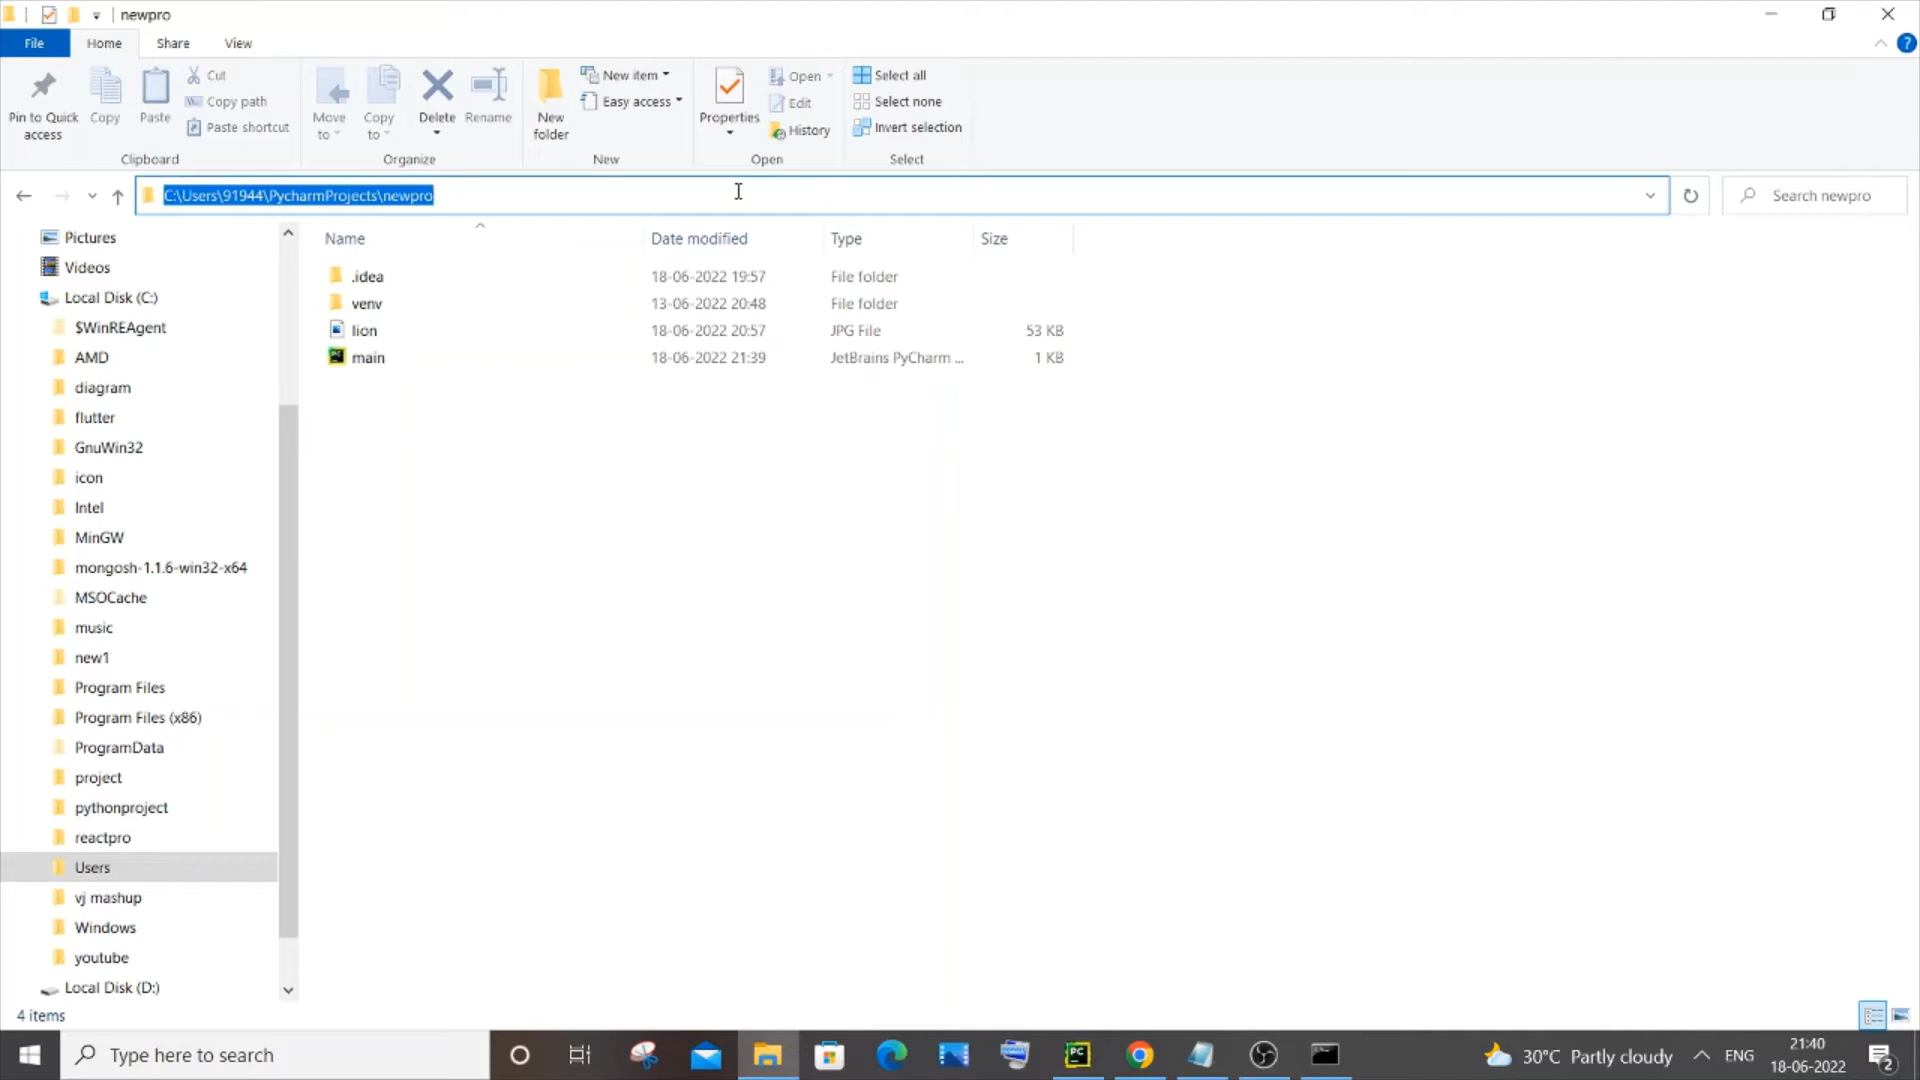 newpro
File Home Share View
Pin to Quick access
Copy
Paste
Cut
Copy path
Paste shortcut
Clipboard
Move to
Copy to
Delete
Rename
Organize
New folder
New item
Easy access
New
Properties
Open
Edit
History
Open
Select all
Select none
Invert selection
Select
C:\Users\91944\PycharmProjects\newpro
Search newpro
Pictures
Videos
Local Disk (C:)
$WinREAgent
AMD
diagram
flutter
GnuWin32
icon
Intel
MinGW
mongosh-1.1.6-win32-x64
MSOCache
music
new1
Program Files
Program Files (x86)
ProgramData
project
pythonproject
reactpro
Users
vj mashup
Windows
youtube
Local Disk (D:)
Name Date modified Type Size
.idea 18-06-2022 19:57 File folder
venv 13-06-2022 20:48 File folder
lion 18-06-2022 20:57 JPG File 53 KB
main 18-06-2022 21:39 JetBrains PyCharm ... 1 KB
4 items
Type here to search
PC
30°C Partly cloudy
ENG
21:40
18-06-2022
2